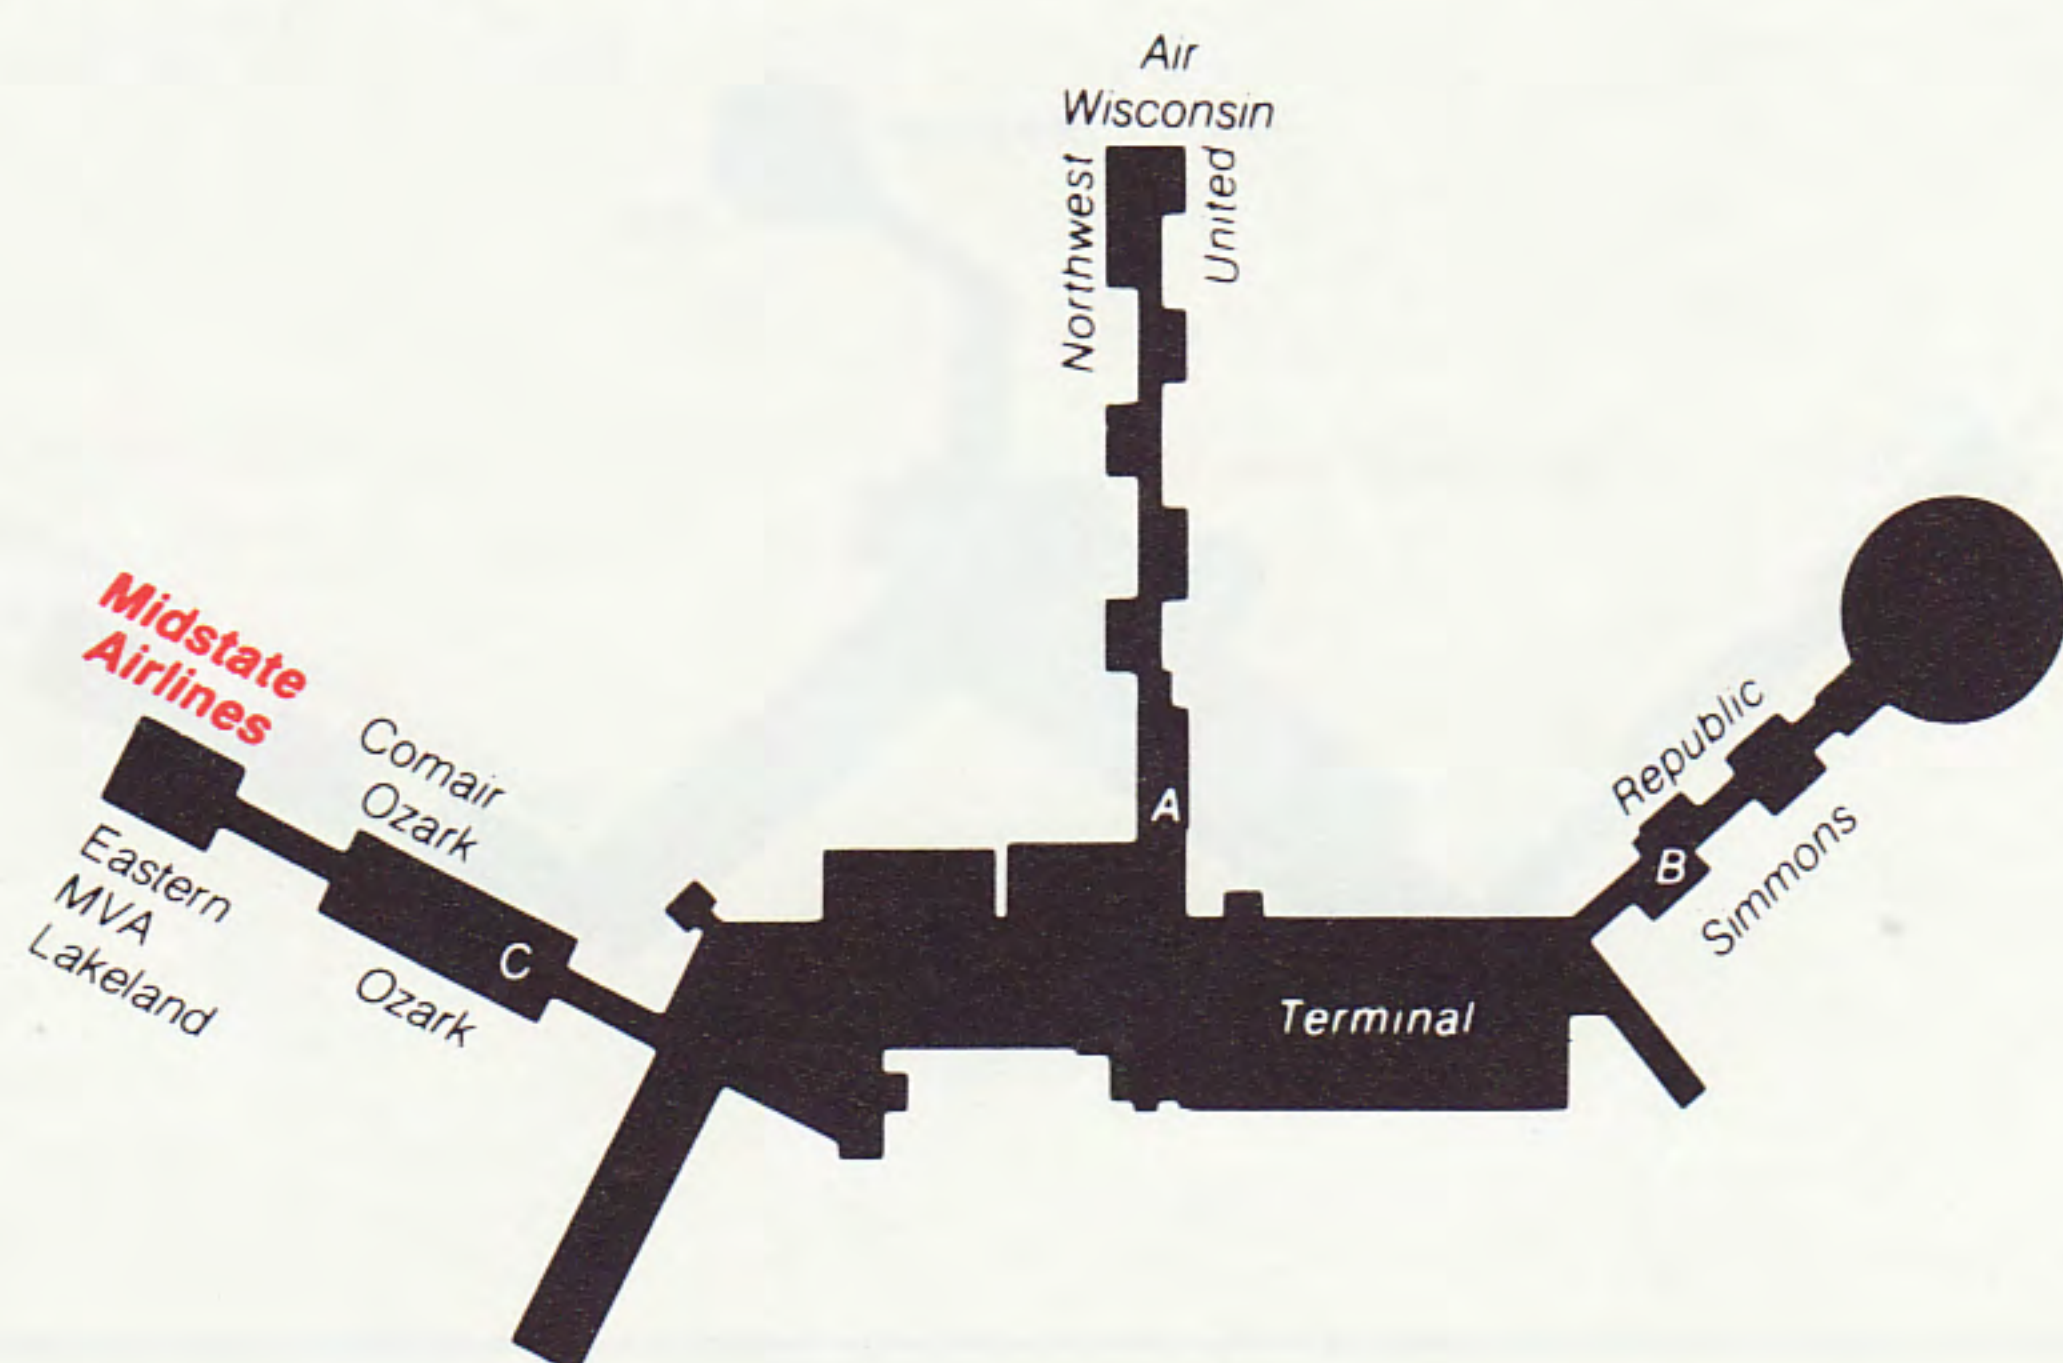 Air
Wisconsin
Northwest
United
Midstate
Airlines
Comair
Ozark
Eastern
MVA
Lakeland
Ozark
C
A
Republic
B
Simmons
Terminal